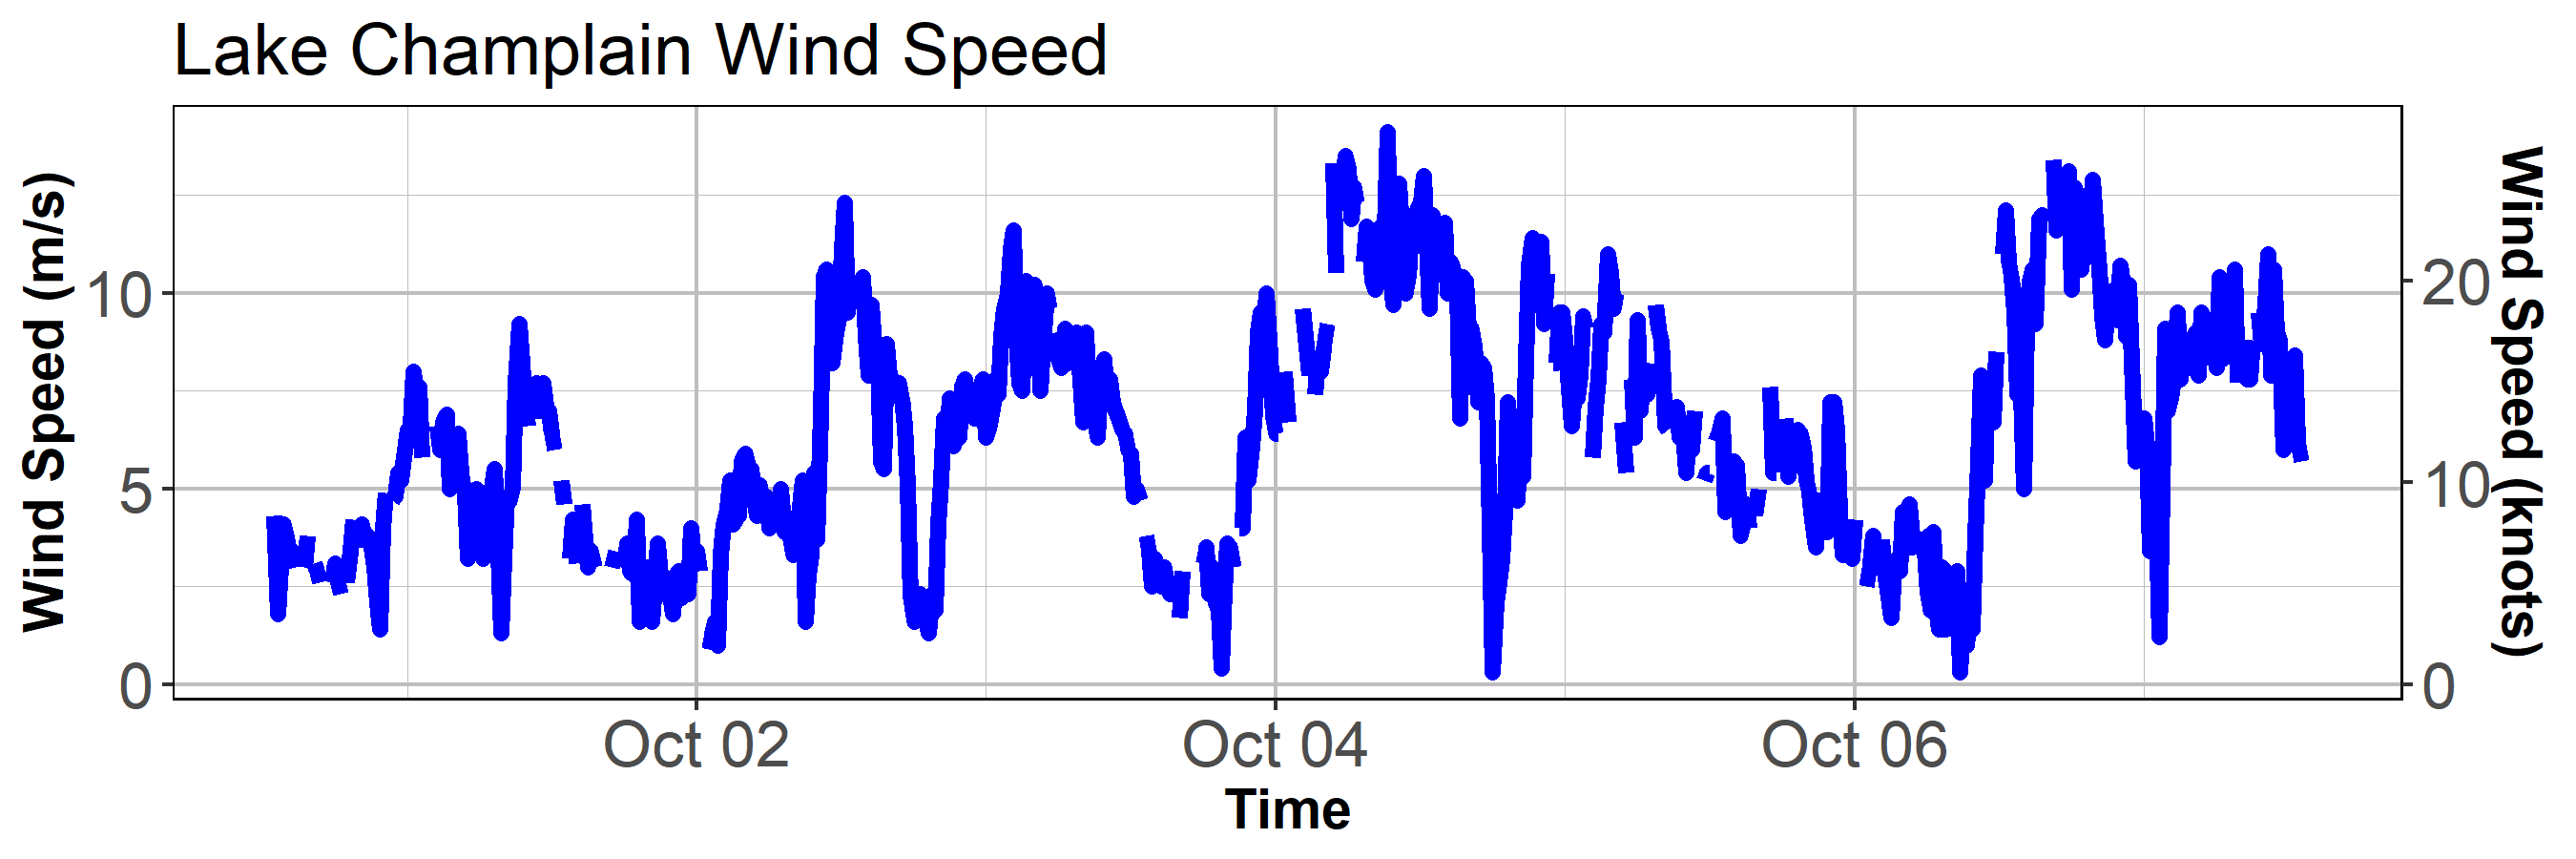 Lake Champlain Wind Speed
Wind Speed (m/s)
10
5
0
20
10
0
Wind Speed (knots)
Oct 02
Oct 04
Oct 06
Time